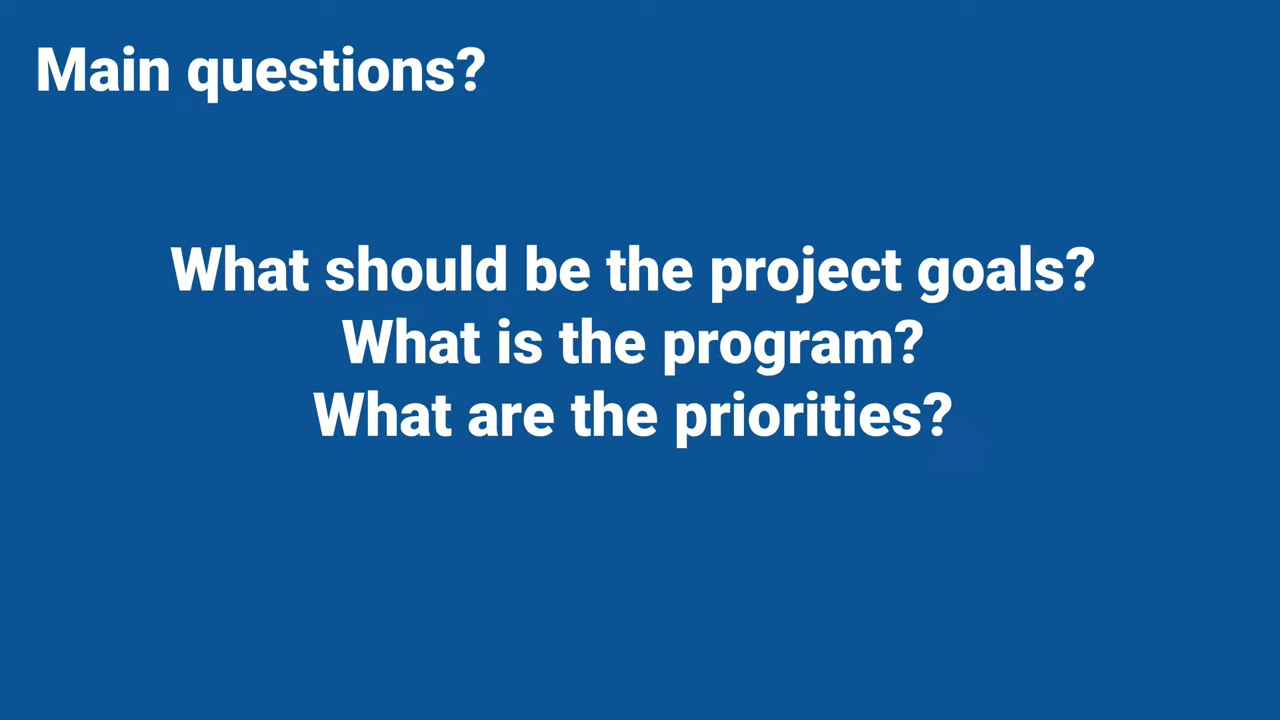 Main questions?
What should be the project goals?
What is the program?
What are the priorities?